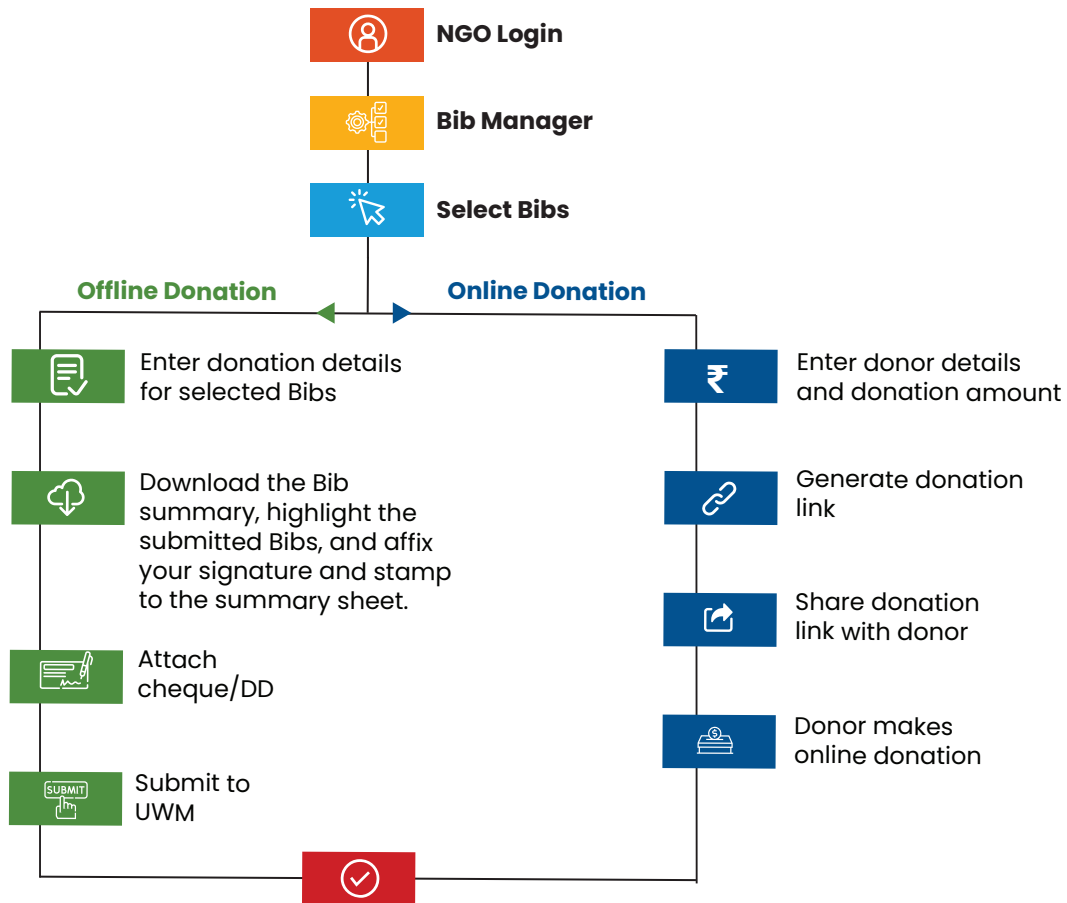 NGO Login
Bib Manager
Select Bibs
Offline Donation
Online Donation
Enter donation details
for selected Bibs
Download the Bib
summary, highlight the
submitted Bibs, and affix
your signature and stamp
to the summary sheet.
Attach
cheque/DD
SUBMIT
Submit to
UWM
₹
Enter donor details
and donation amount
Generate donation
link
Share donation
link with donor
$
Donor makes
online donation